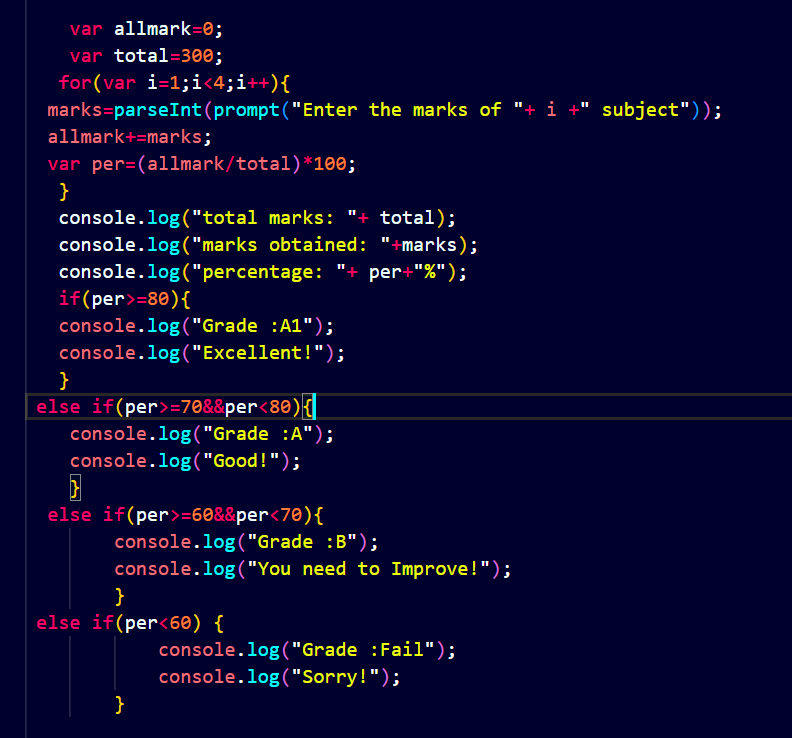 var allmark=0;
var total=300;
for(var i=1;i<4;i++){
marks=parseInt(prompt("Enter the marks of "+ i +" subject"));
allmark+=marks;
var per=(allmark/total)*100;
}
console.log("total marks: "+ total);
console.log("marks obtained: "+marks);
console.log("percentage: "+ per+"%");
if(per>=80){
console.log("Grade :A1");
console.log("Excellent!");
}
else if(per>=70&&per<80){
console.log("Grade :A");
console.log("Good!");
}
else if(per>=60&&per<70){
console.log("Grade :B");
console.log("You need to Improve!");
}
else if(per<60) {
console.log("Grade :Fail");
console.log("Sorry!");
}